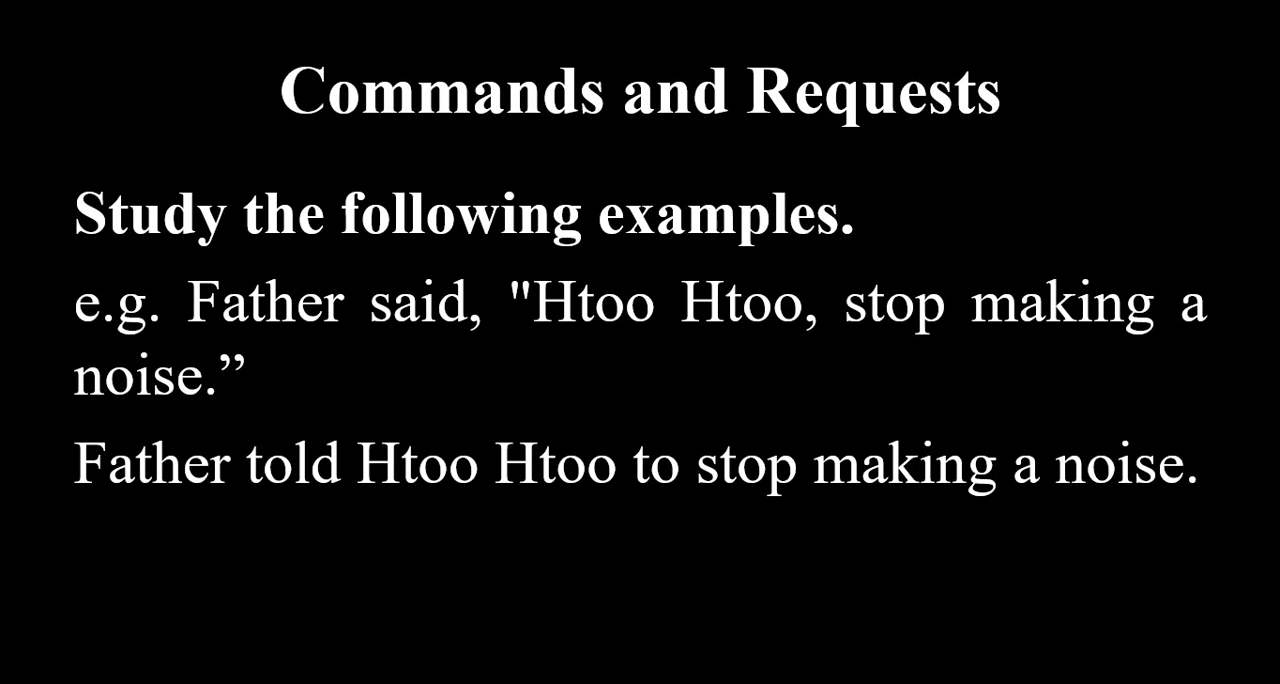 Commands and Requests
Study the following examples.
e.g. Father said, "Htoo Htoo, stop making a
noise.”
Father told Htoo Htoo to stop making a noise.